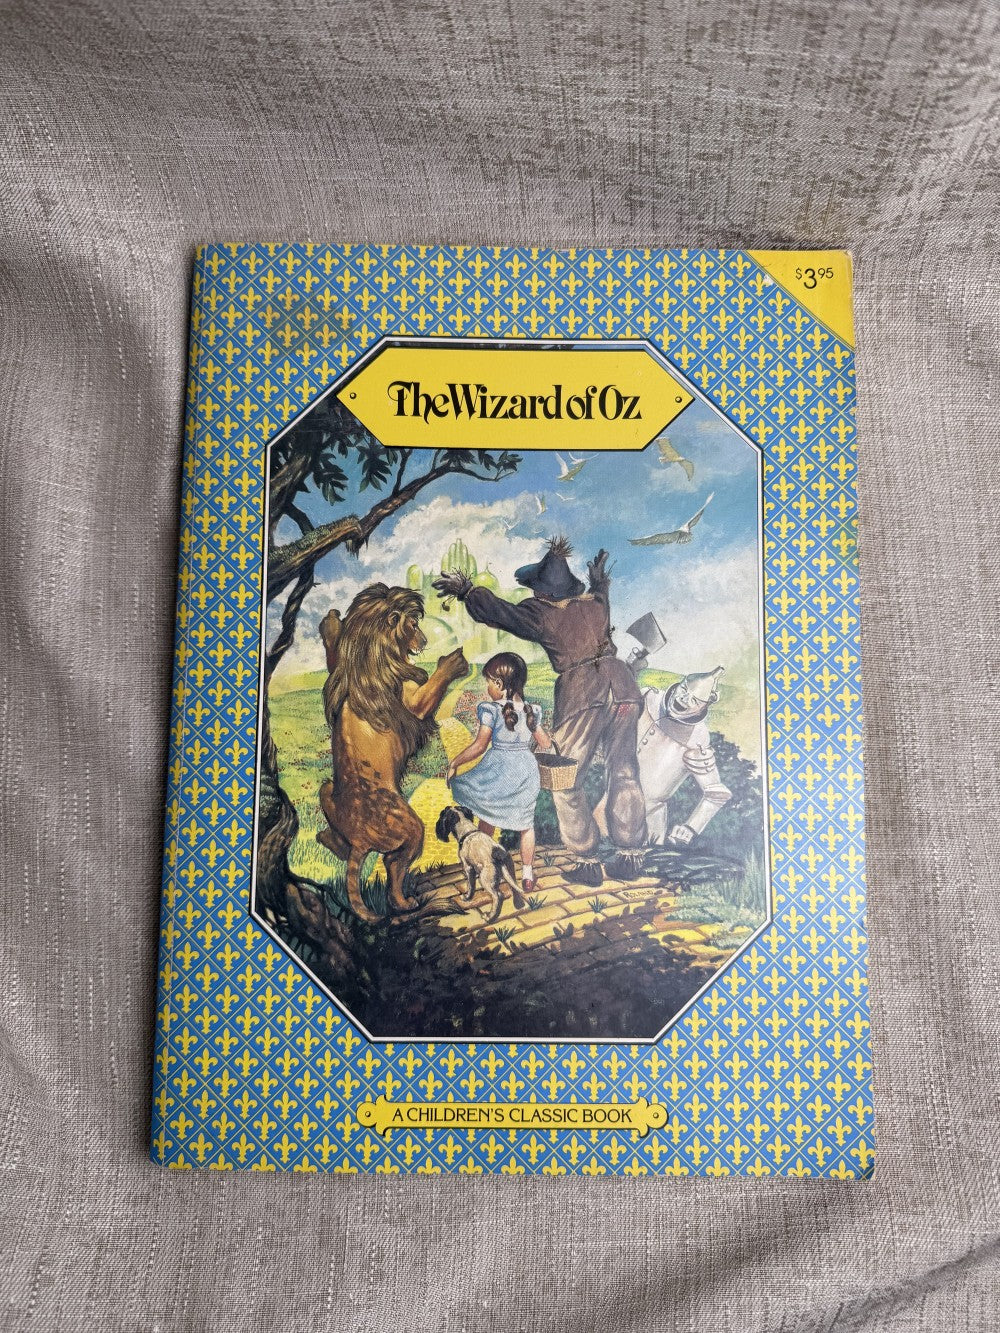 $3.95
The Wizard of Oz
A CHILDREN'S CLASSIC BOOK